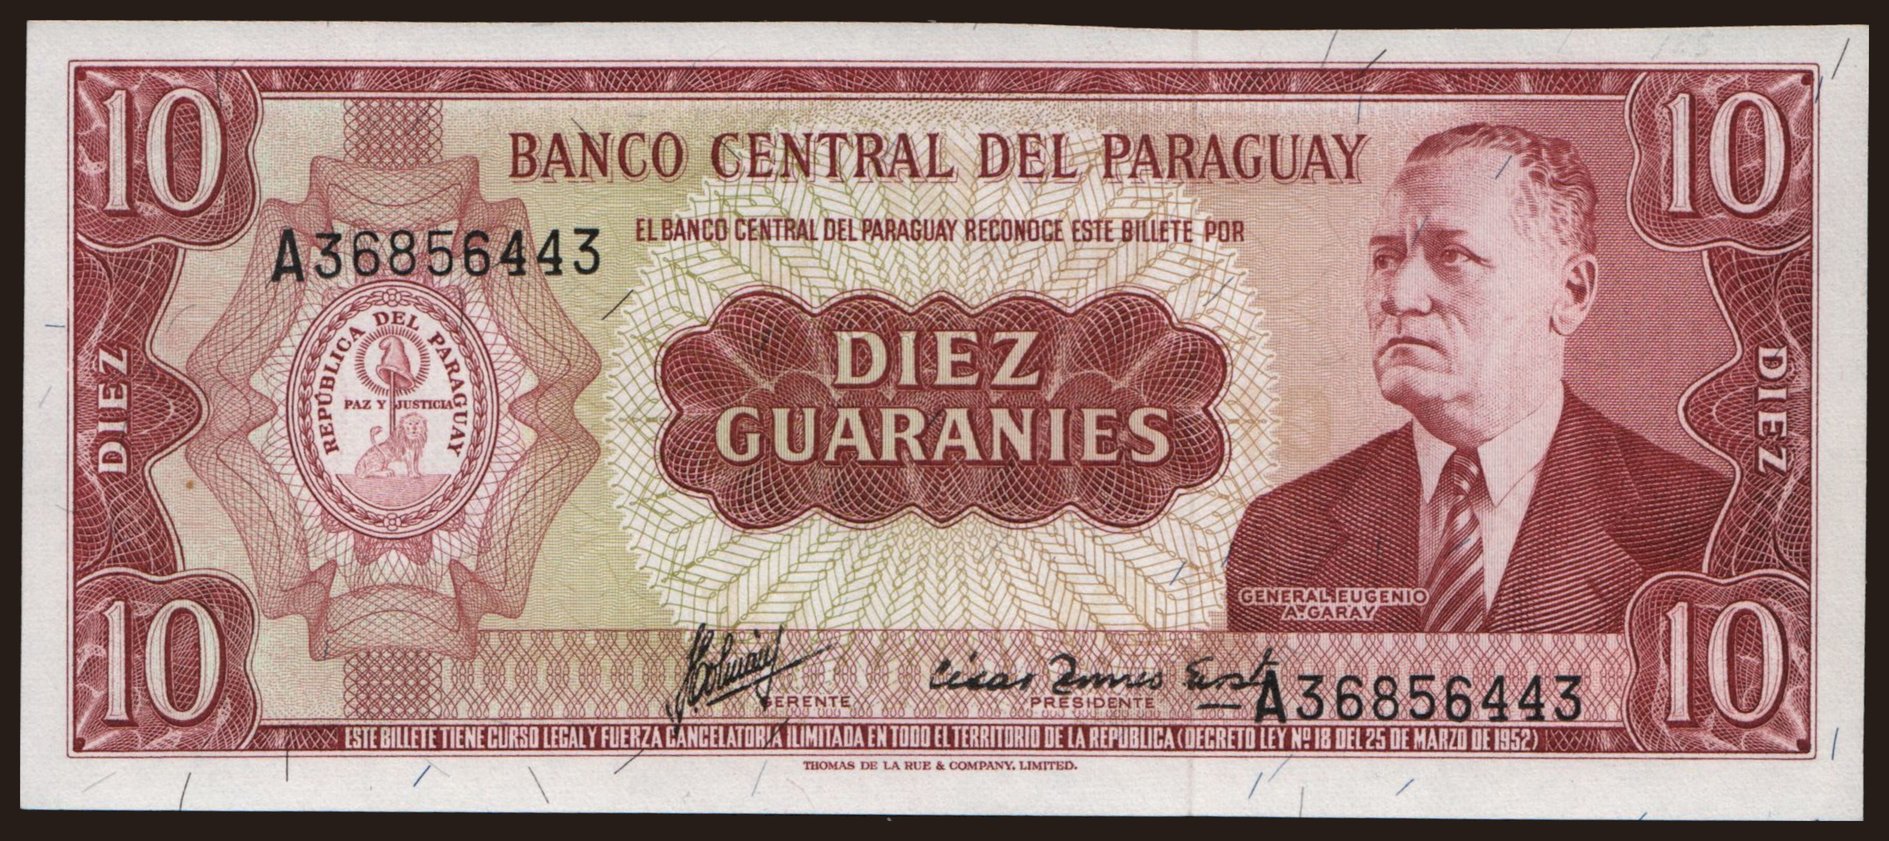 10
10
BANCO CENTRAL DEL PARAGUAY
EL BANCO CENTRAL DEL PARAGUAY RECONOCE ESTE BILLETE POR
A36856443
REPÚBLICA DEL PARAGUAY
PAZ Y JUSTICIA
DIEZ
GUARANIES
DIEZ
DIEZ
GENERAL EUGENIO
A. GARAY
10
10
GERENTE
PRESIDENTE
A36856443
ESTE BILLETE TIENE CURSO LEGAL Y FUERZA CANCELATORIA ILIMITADA EN TODO EL TERRITORIO DE LA REPUBLICA (DECRETO LEY Nº 18 DEL 25 DE MARZO DE 1952)
THOMAS DE LA RUE & COMPANY, LIMITED.